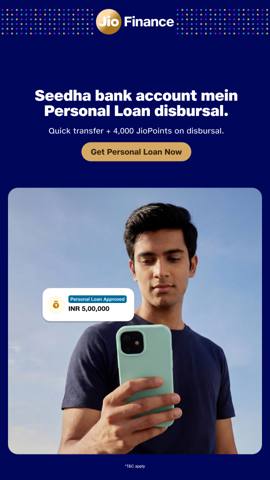 Jio Finance
Seedha bank account mein
Personal Loan disbursal.
Quick transfer + 4,000 JioPoints on disbursal.
Get Personal Loan Now
Personal Loan Approved
INR 5,00,000
*T&C apply